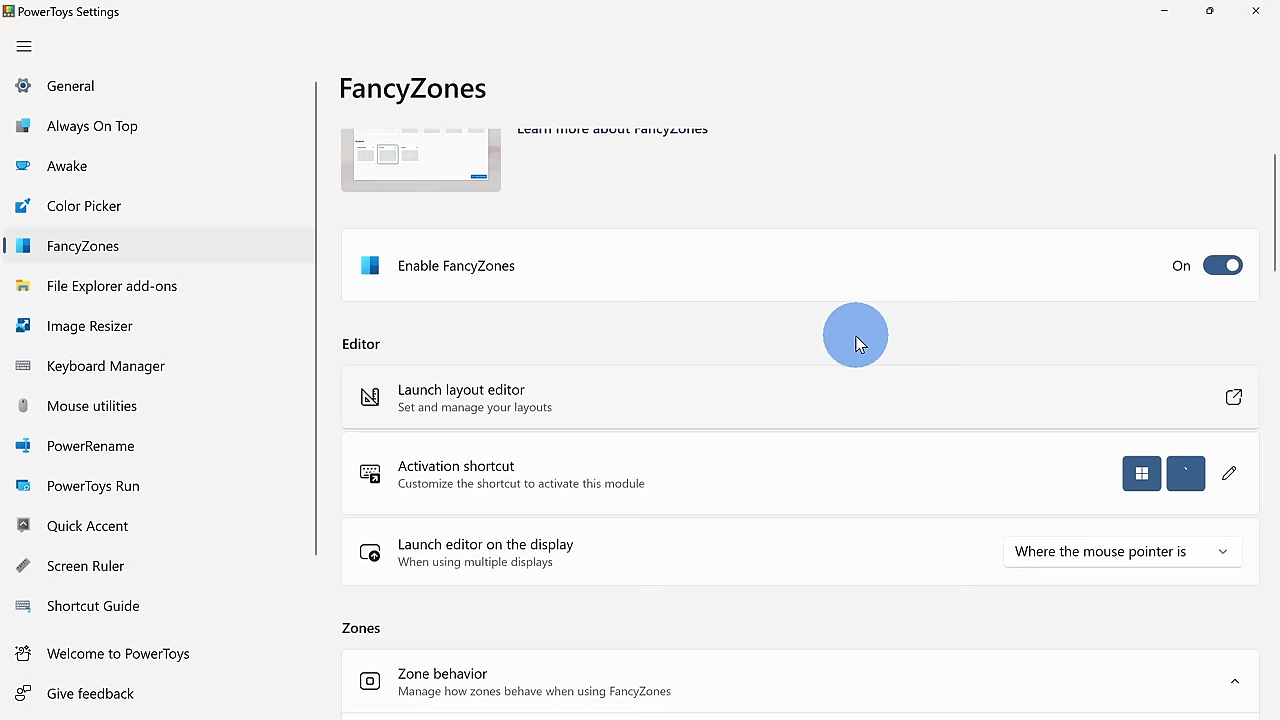 PowerToys Settings
General
Always On Top
Awake
Color Picker
FancyZones
File Explorer add-ons
Image Resizer
Keyboard Manager
Mouse utilities
PowerRename
PowerToys Run
Quick Accent
Screen Ruler
Shortcut Guide
Welcome to PowerToys
Give feedback
FancyZones
Learn more about FancyZones
Enable FancyZones
On
Editor
Launch layout editor
Set and manage your layouts
Activation shortcut
Customize the shortcut to activate this module
`
Launch editor on the display
When using multiple displays
Where the mouse pointer is
Zones
Zone behavior
Manage how zones behave when using FancyZones